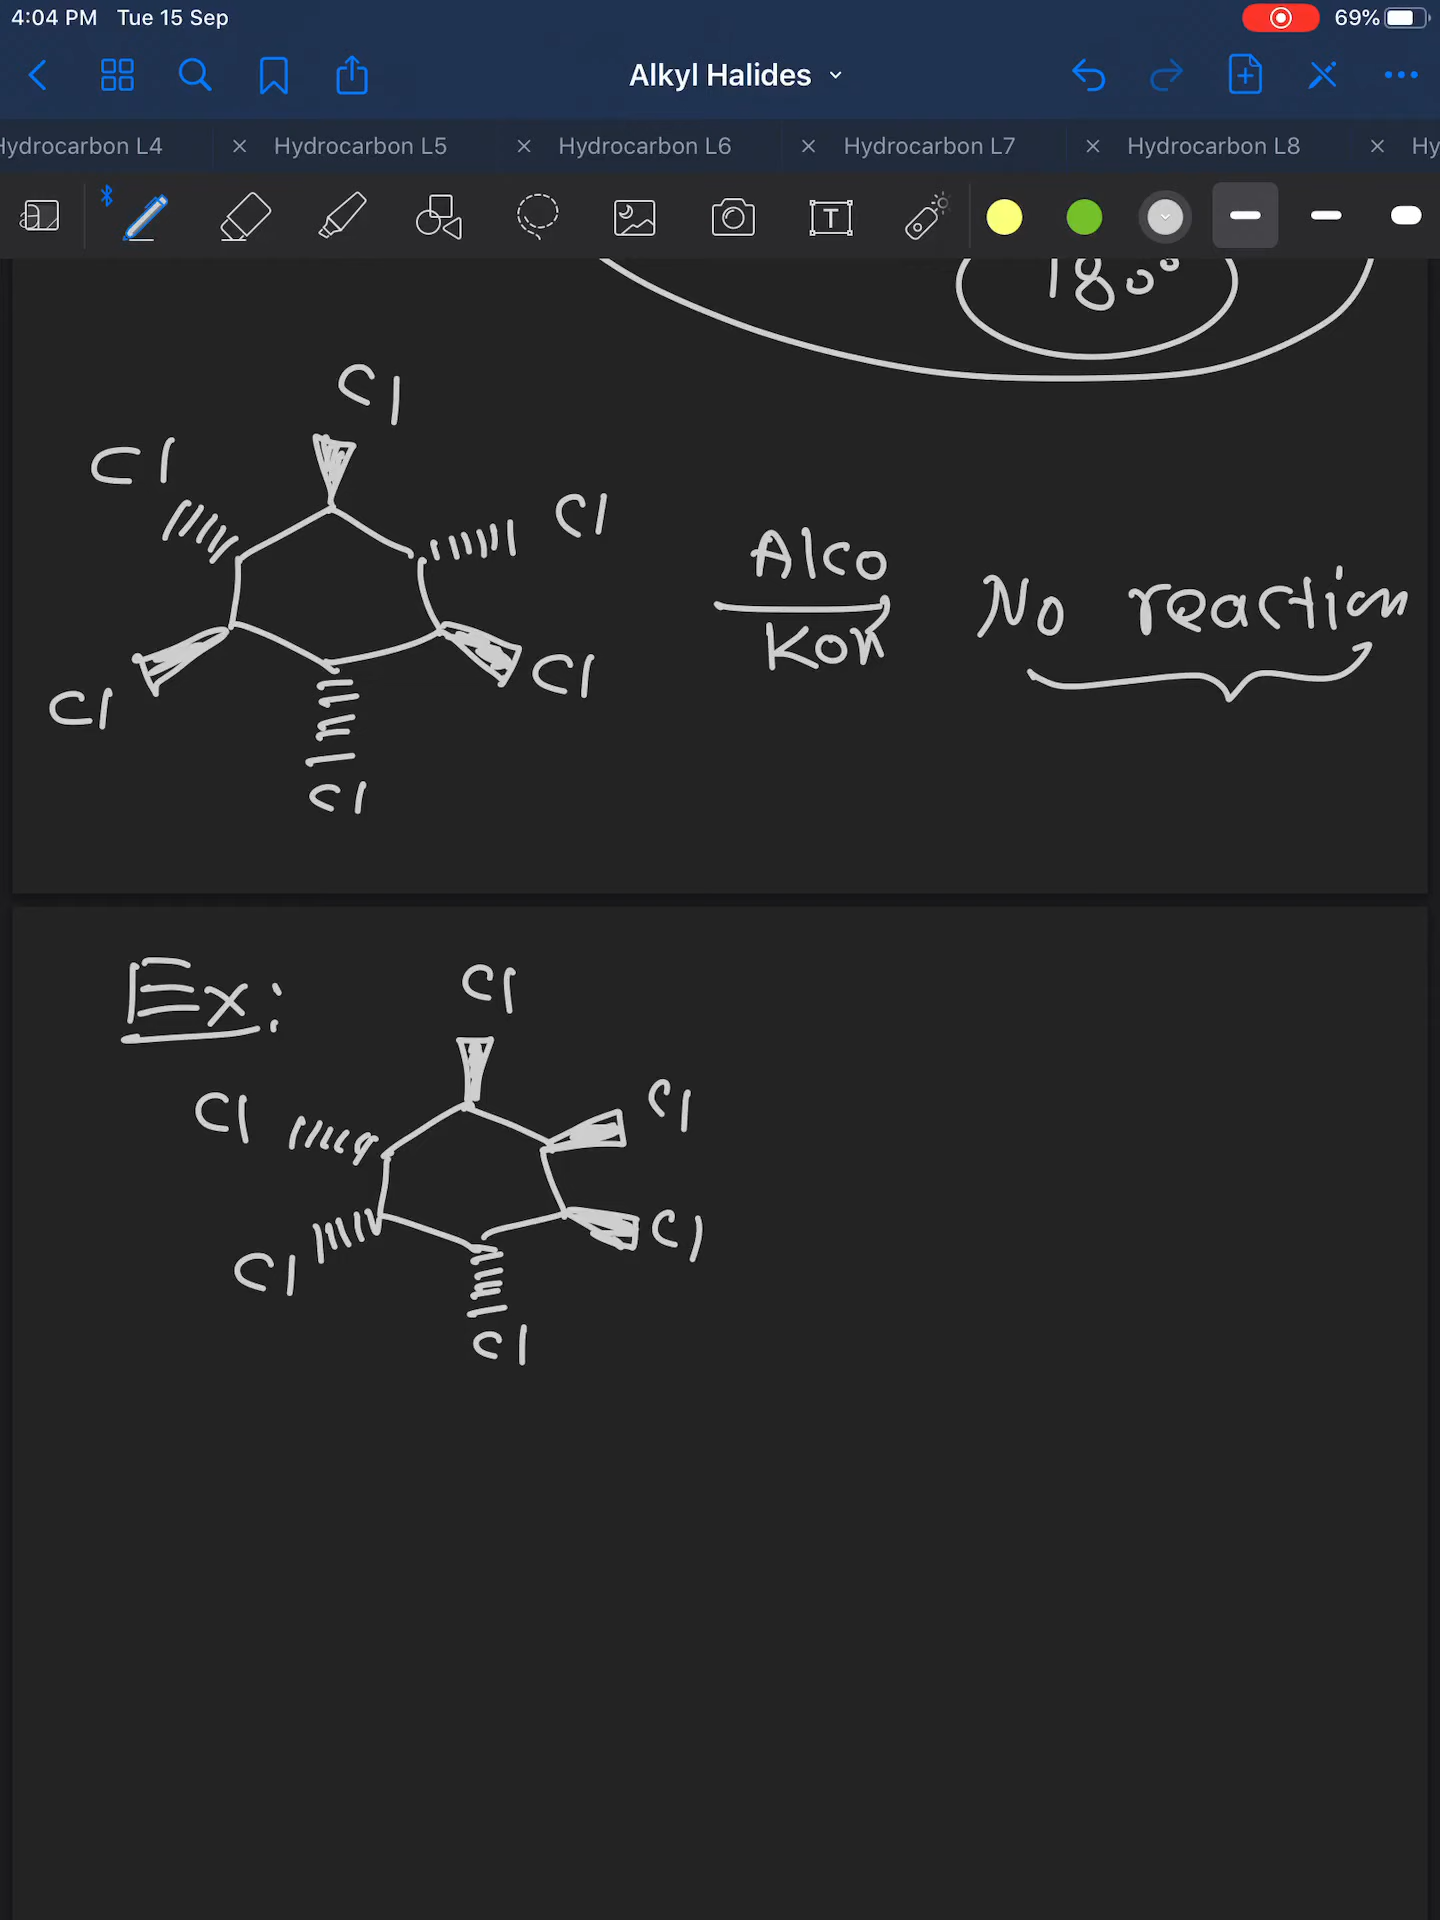 4:04 PM Tue 15 Sep
69%
Alkyl Halides
Hydrocarbon L4
Hydrocarbon L5
Hydrocarbon L6
Hydrocarbon L7
Hydrocarbon L8
Hy
a
T
180°
Cl
Cl
Cl
Alco
KOH
No reaction
Cl
Cl
Cl
Ex:
Cl
Cl
Cl
Cl
Cl
Cl